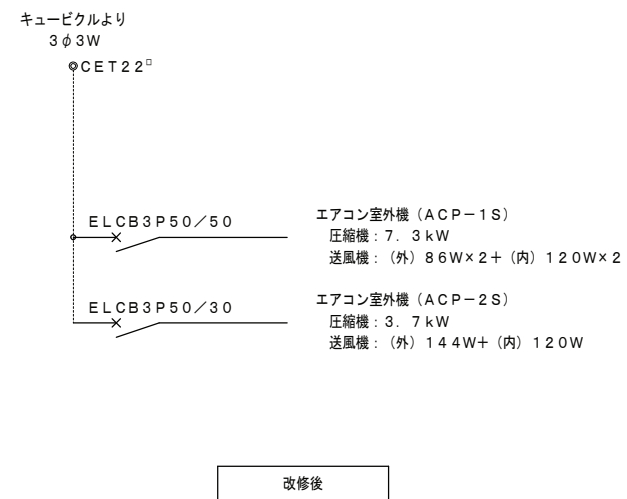 キュービクルより
3φ3W
CET22□
ELCB3P50／50
エアコン室外機（ACP－1S）
圧縮機：7．3kW
送風機：（外）86W×2＋（内）120W×2
ELCB3P50／30
エアコン室外機（ACP－2S）
圧縮機：3．7kW
送風機：（外）144W＋（内）120W
改修後